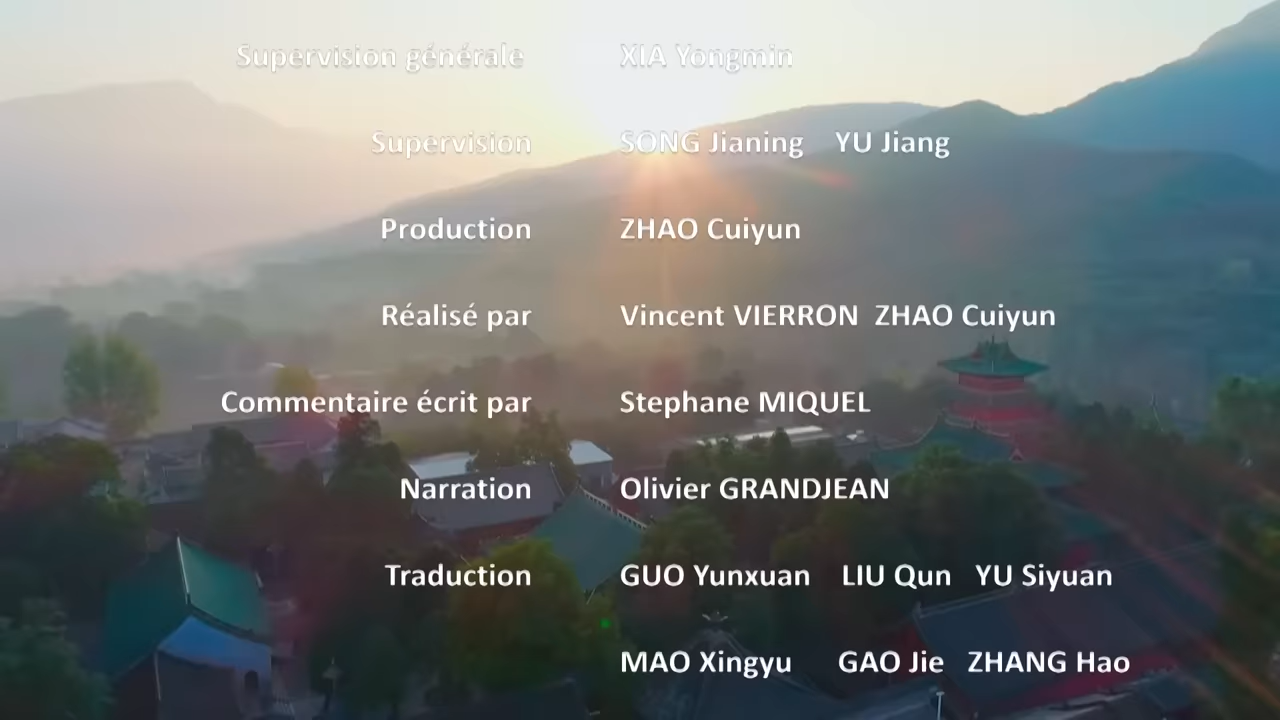 Supervision générale XIA Yongmin
Supervision SONG Jianing YU Jiang
Production ZHAO Cuiyun
Réalisé par Vincent VIERRON ZHAO Cuiyun
Commentaire écrit par Stephane MIQUEL
Narration Olivier GRANDJEAN
Traduction GUO Yunxuan LIU Qun YU Siyuan
MAO Xingyu GAO Jie ZHANG Hao